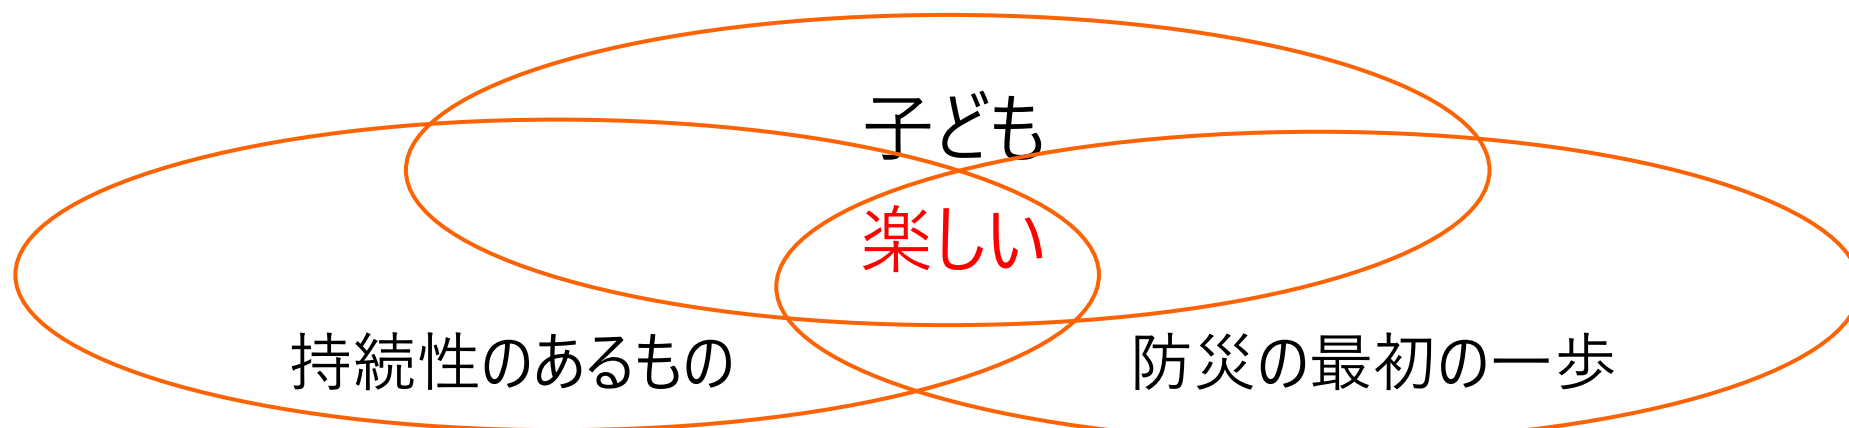 子ども
楽しい
持続性のあるもの
防災の最初の一歩